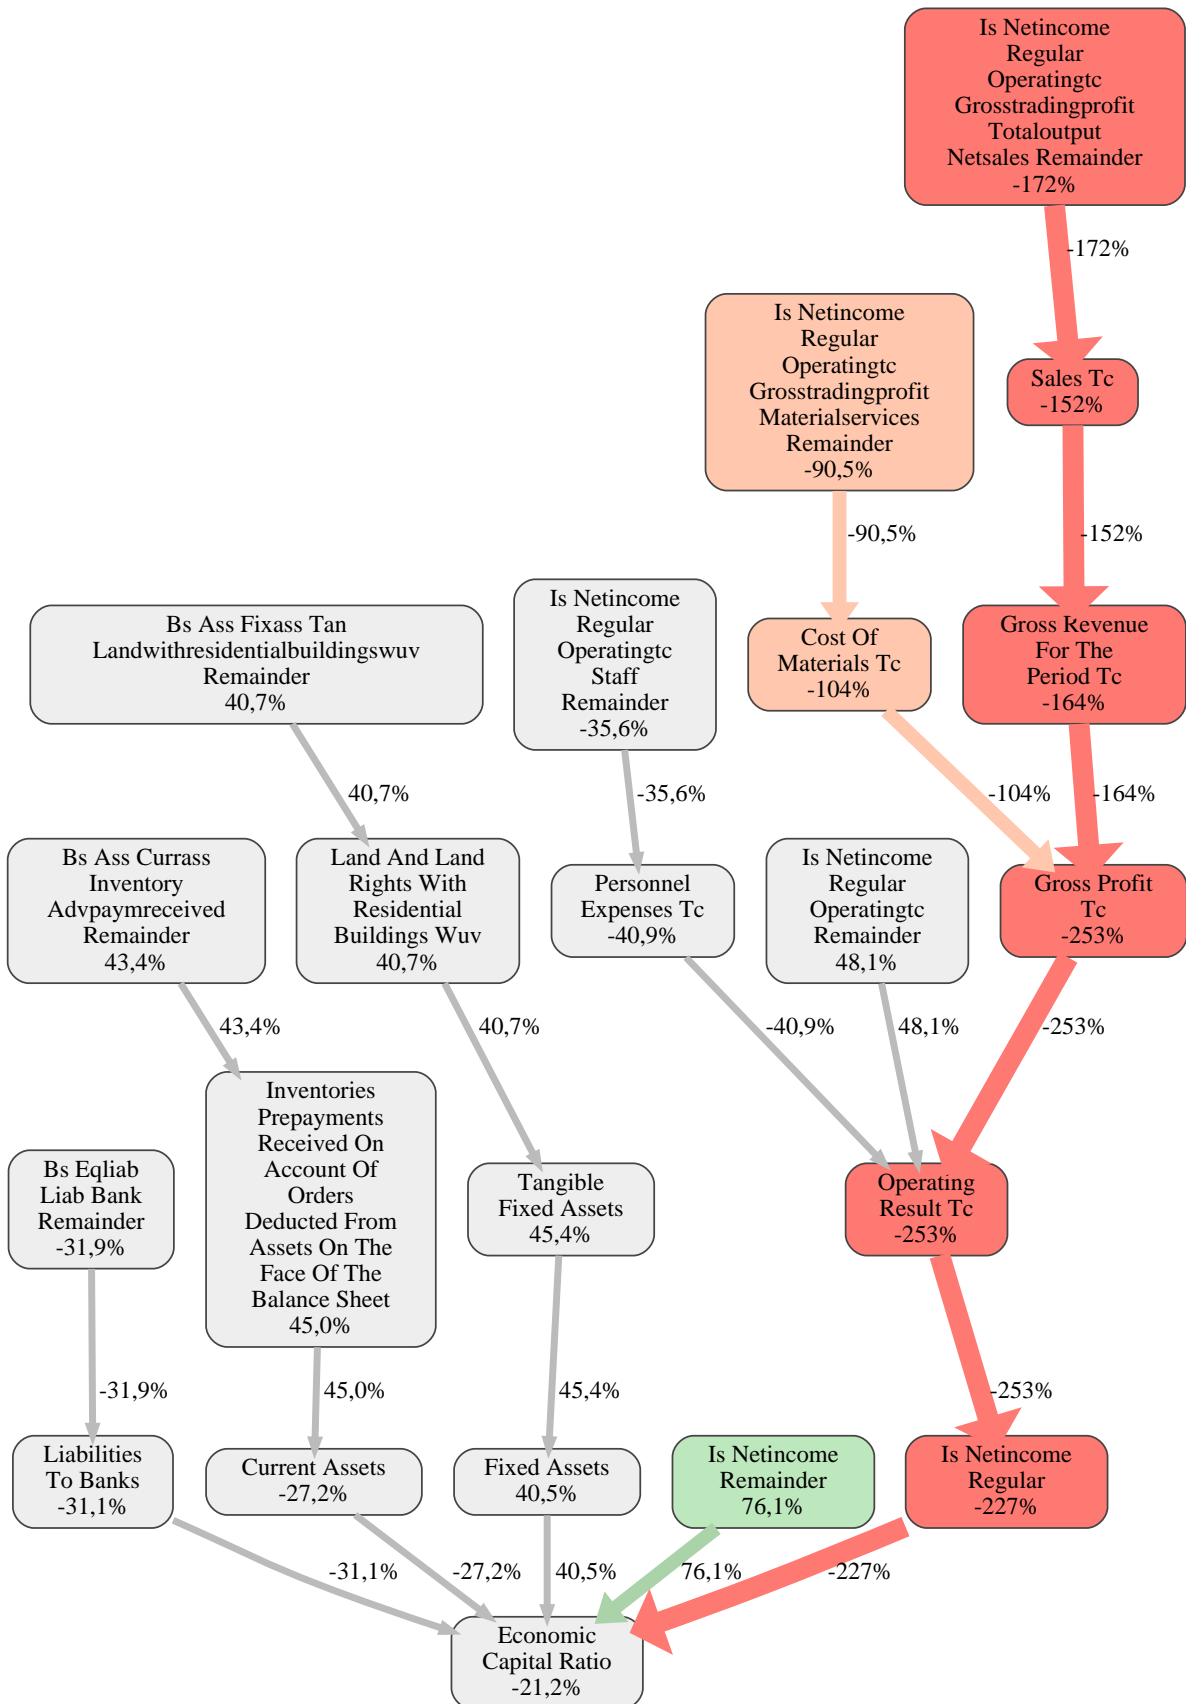 Is Netincome
Regular
Operatingtc
Grosstradingprofit
Totaloutput
Netsales Remainder
-172%
-172%
Is Netincome
Regular
Operatingtc
Grosstradingprofit
Materialservices
Remainder
-90,5%
Sales Tc
-152%
-90,5%
-152%
Bs Ass Fixass Tan
Landwithresidentialbuildingswuv
Remainder
40,7%
Is Netincome
Regular
Operatingtc
Staff
Remainder
-35,6%
Cost Of
Materials Tc
-104%
Gross Revenue
For The
Period Tc
-164%
40,7%
-35,6%
-104%
-164%
Bs Ass Currass
Inventory
Advpaymreceived
Remainder
43,4%
Land And Land
Rights With
Residential
Buildings Wuv
40,7%
Personnel
Expenses Tc
-40,9%
Is Netincome
Regular
Operatingtc
Remainder
48,1%
Gross Profit
Tc
-253%
43,4%
40,7%
-40,9%
48,1%
-253%
Bs Eqliab
Liab Bank
Remainder
-31,9%
Inventories
Prepayments
Received On
Account Of
Orders
Deducted From
Assets On The
Face Of The
Balance Sheet
45,0%
Tangible
Fixed Assets
45,4%
Operating
Result Tc
-253%
-31,9%
45,0%
45,4%
-253%
Liabilities
To Banks
-31,1%
Current Assets
-27,2%
Fixed Assets
40,5%
Is Netincome
Remainder
76,1%
Is Netincome
Regular
-227%
-31,1%
-27,2%
40,5%
76,1%
-227%
Economic
Capital Ratio
-21,2%